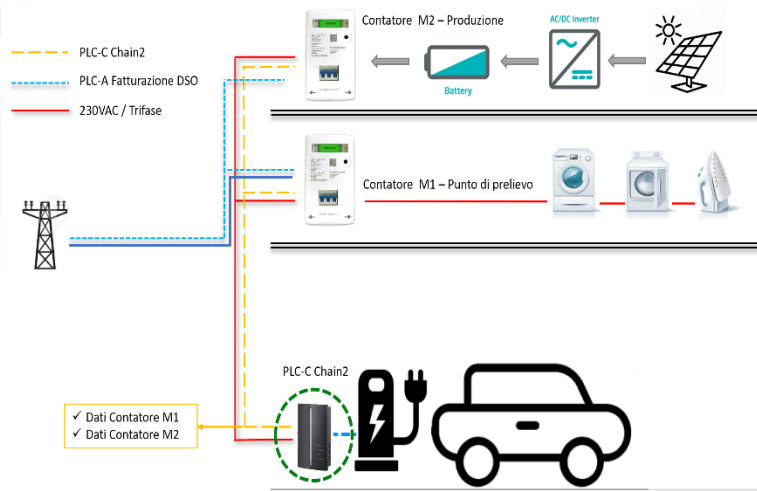 PLC-C Chain2
PLC-A Fatturazione DSO
230VAC / Trifase
Contatore M2 – Produzione
AC/DC Inverter
Battery
Contatore M1 – Punto di prelievo
PLC-C Chain2
✓ Dati Contatore M1
✓ Dati Contatore M2